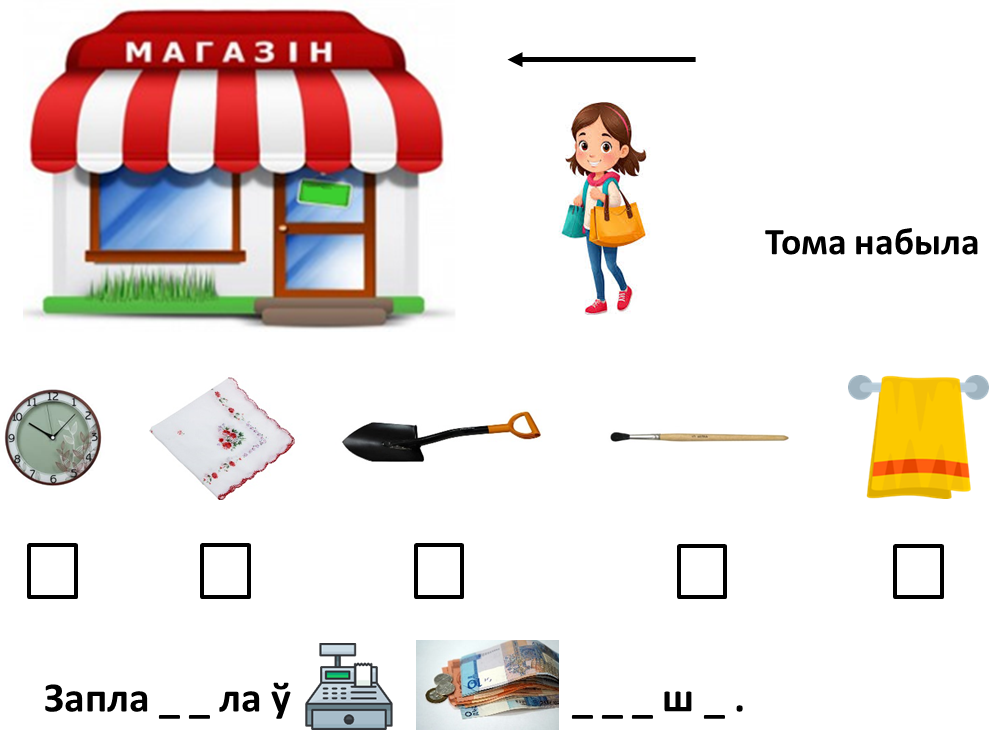 МАГАЗІН
Тома набыла
Запла _ _ ла ў _ _ _ ш _ .